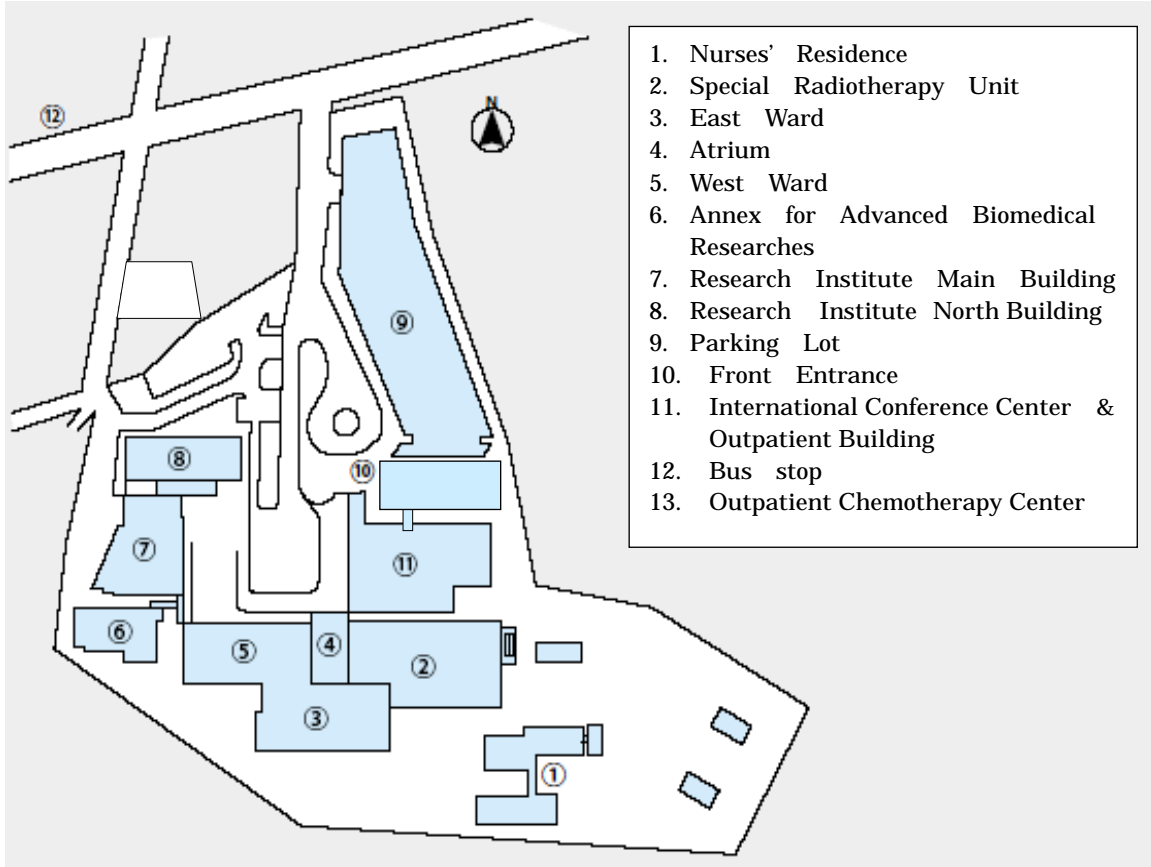 ⑫
N
⑨
⑧
⑩
⑦
⑪
⑥
⑤
④
②
③
①
1. Nurses' Residence
2. Special Radiotherapy Unit
3. East Ward
4. Atrium
5. West Ward
6. Annex for Advanced Biomedical
Researches
7. Research Institute Main Building
8. Research Institute North Building
9. Parking Lot
10. Front Entrance
11. International Conference Center &
Outpatient Building
12. Bus stop
13. Outpatient Chemotherapy Center